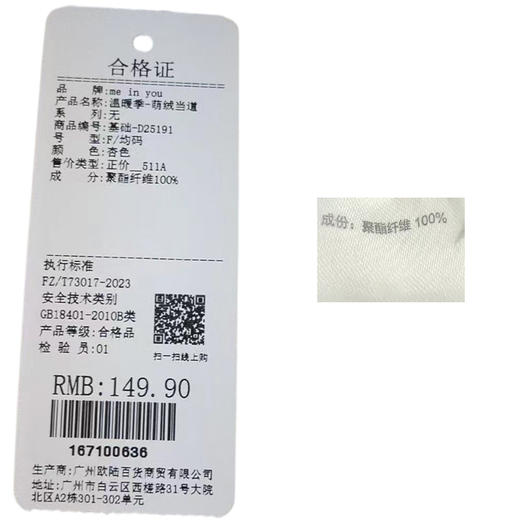 合格证
品 牌:me in you
产品名称:温暖季-萌绒当道
系 列:无
商品编号:基础-D25191
号 型:F/均码
颜 色:杏色
售价类型:正价__511A
成 分:聚酯纤维100%
执行标准
FZ/T73017-2023
安全技术类别
GB18401-2010B类
产品等级:合格品
检 验 员:01
扫一扫线上购
RMB:149.90
167100636
生产商:广州欧陆百货商贸有限公司
地址:广州市白云区西槎路31号大院
北区A2栋301-302单元
成份：聚酯纤维 100%